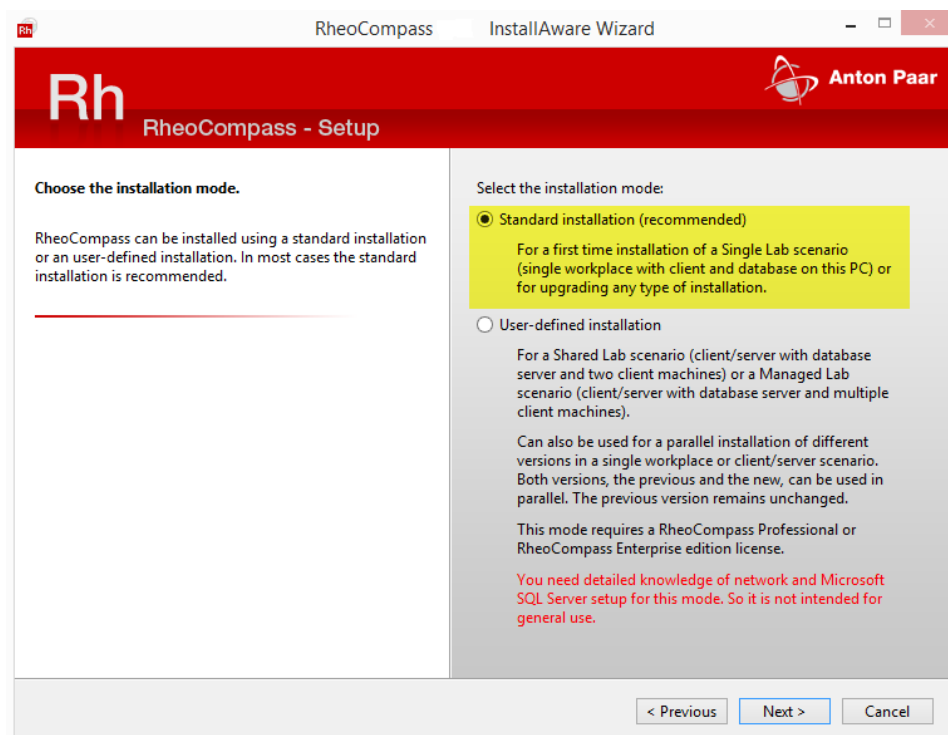 Rh
RheoCompass InstallAware Wizard
Rh
RheoCompass - Setup
Anton Paar
Choose the installation mode.
RheoCompass can be installed using a standard installation
or an user-defined installation. In most cases the standard
installation is recommended.
Select the installation mode:
Standard installation (recommended)
For a first time installation of a Single Lab scenario
(single workplace with client and database on this PC) or
for upgrading any type of installation.
User-defined installation
For a Shared Lab scenario (client/server with database
server and two client machines) or a Managed Lab
scenario (client/server with database server and multiple
client machines).
Can also be used for a parallel installation of different
versions in a single workplace or client/server scenario.
Both versions, the previous and the new, can be used in
parallel. The previous version remains unchanged.
This mode requires a RheoCompass Professional or
RheoCompass Enterprise edition license.
You need detailed knowledge of network and Microsoft
SQL Server setup for this mode. So it is not intended for
general use.
< Previous
Next >
Cancel